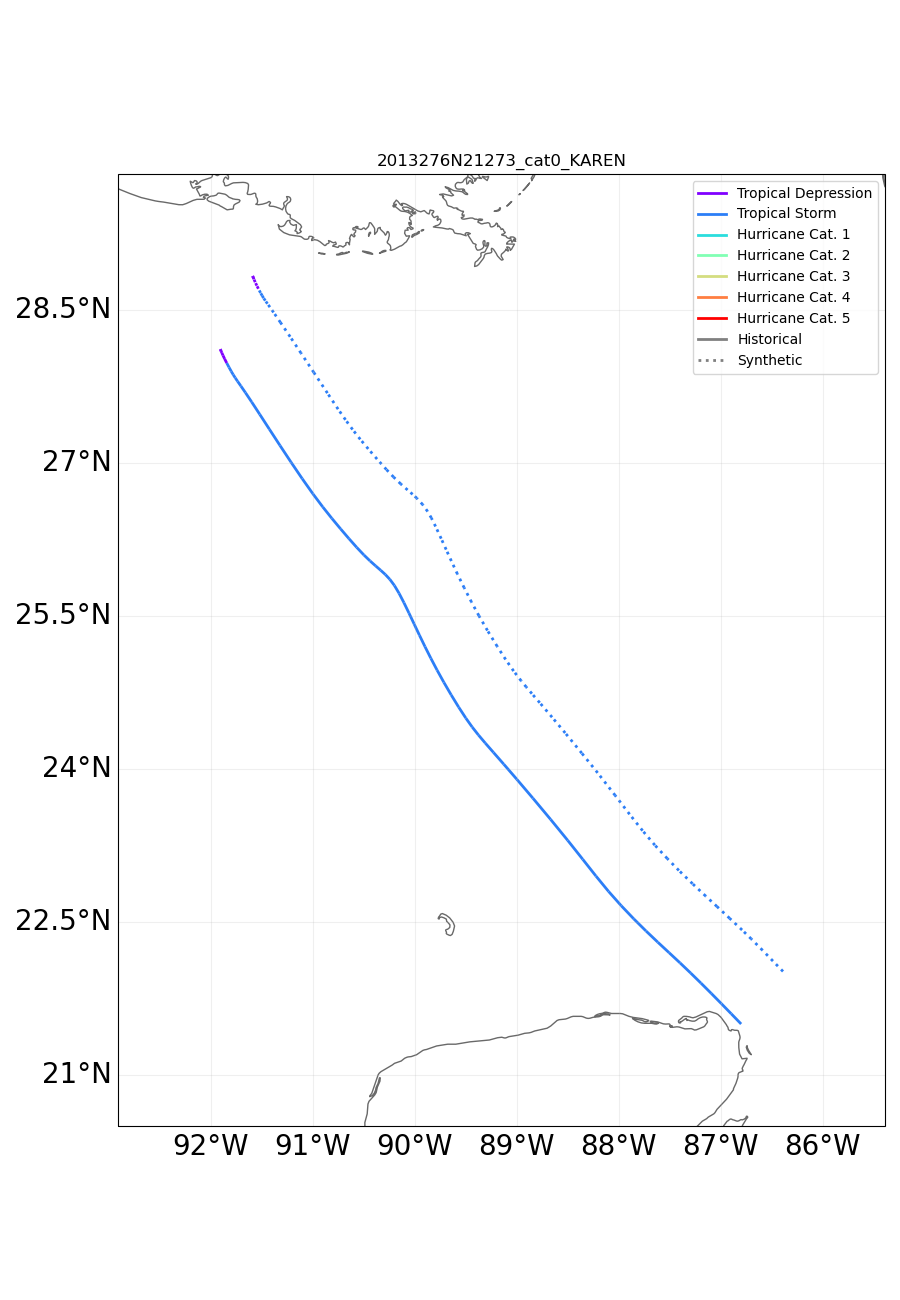 2013276N21273_cat0_KAREN
Tropical Depression
Tropical Storm
Hurricane Cat. 1
Hurricane Cat. 2
Hurricane Cat. 3
Hurricane Cat. 4
Hurricane Cat. 5
Historical
Synthetic
28.5°N
27°N
25.5°N
24°N
22.5°N
21°N
92°W 91°W 90°W 89°W 88°W 87°W 86°W